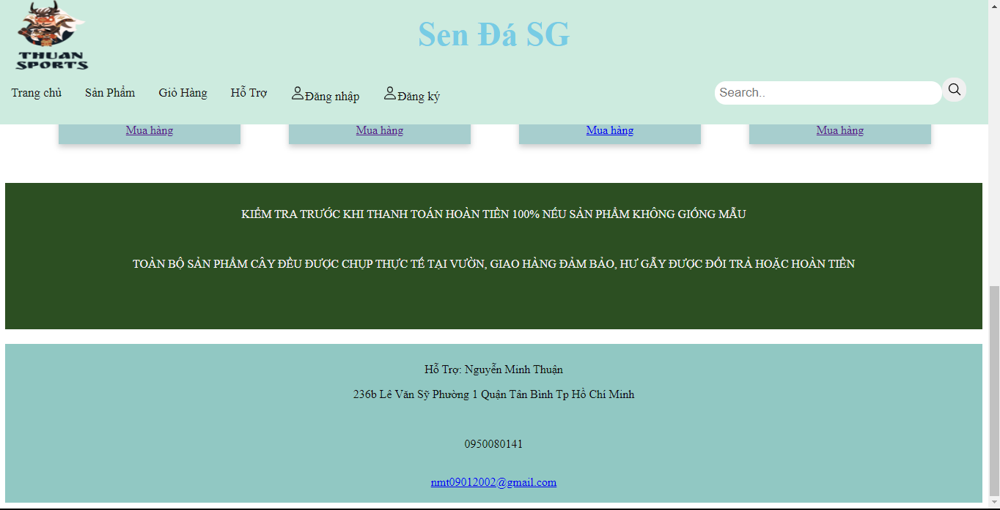 THUAN
SPORTS
Sen Đá SG
Trang chủ Sản Phẩm Giỏ Hàng Hỗ Trợ Đăng nhập Đăng ký Search..
Mua hàng Mua hàng Mua hàng Mua hàng
KIỂM TRA TRƯỚC KHI THANH TOÁN HOÀN TIỀN 100% NẾU SẢN PHẨM KHÔNG GIỐNG MẪU
TOÀN BỘ SẢN PHẨM CÂY ĐỀU ĐƯỢC CHỤP THỰC TẾ TẠI VƯỜN, GIAO HÀNG ĐẢM BẢO, HƯ GẪY ĐƯỢC ĐỔI TRẢ HOẶC HOÀN TIỀN
Hỗ Trợ: Nguyễn Minh Thuận
236b Lê Văn Sỹ Phường 1 Quận Tân Bình Tp Hồ Chí Minh
0950080141
nmt09012002@gmail.com